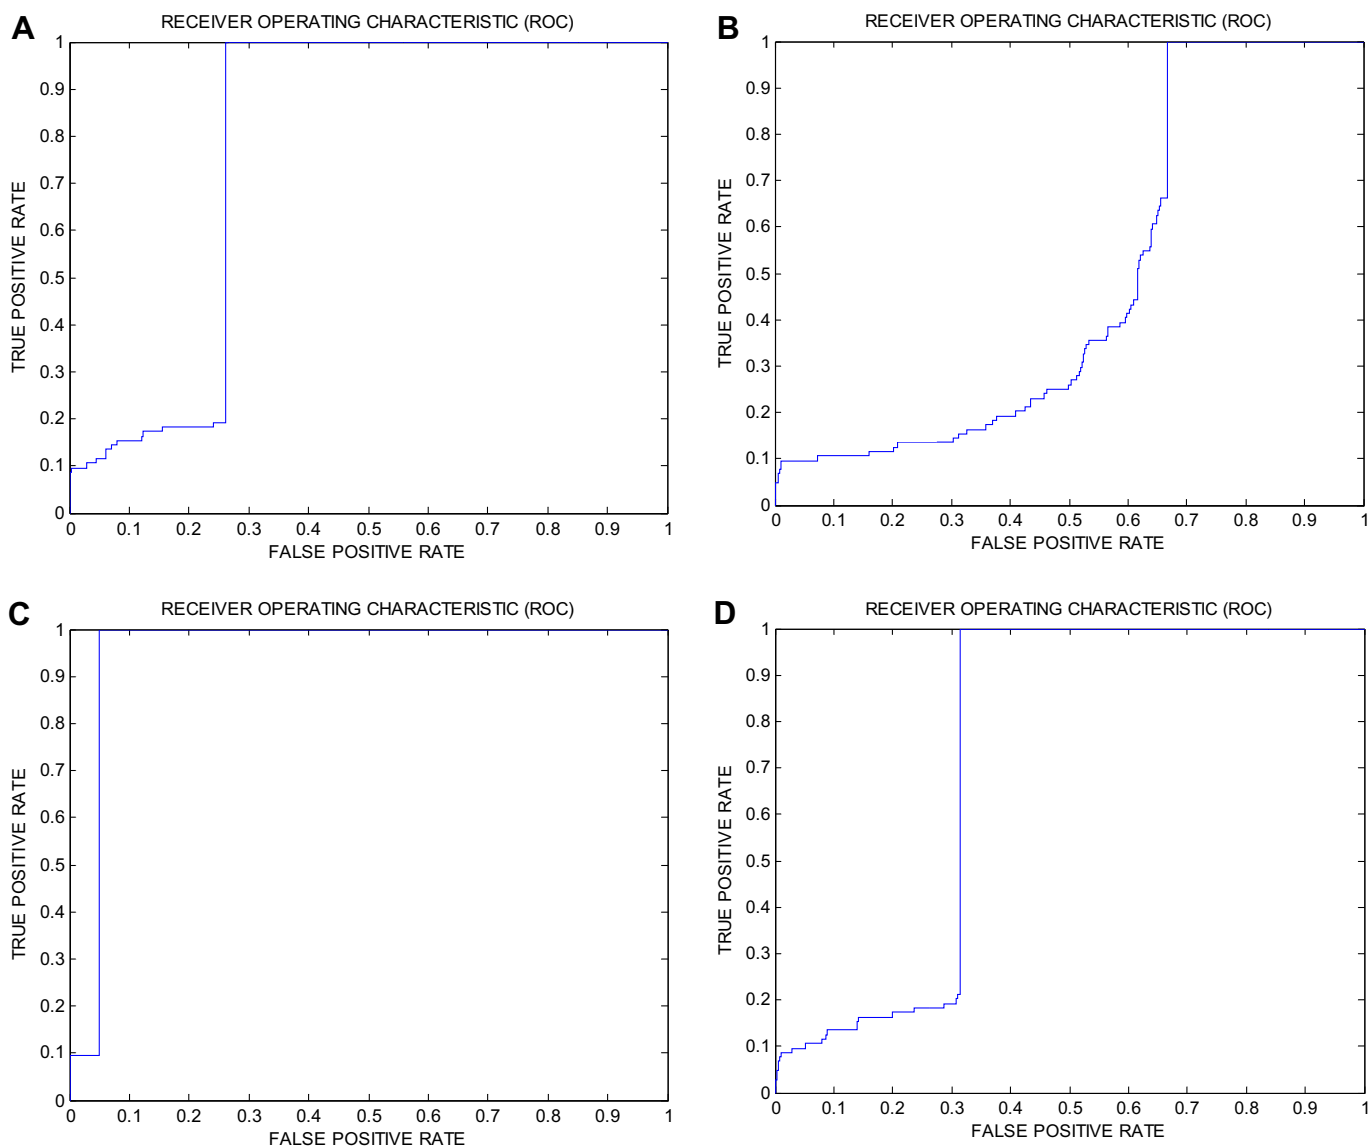 A
RECEIVER OPERATING CHARACTERISTIC (ROC)
1
0.9
0.8
0.7
0.6
0.5
0.4
0.3
0.2
0.1
0
TRUE POSITIVE RATE
0 0.1 0.2 0.3 0.4 0.5 0.6 0.7 0.8 0.9 1
FALSE POSITIVE RATE
B
RECEIVER OPERATING CHARACTERISTIC (ROC)
1
0.9
0.8
0.7
0.6
0.5
0.4
0.3
0.2
0.1
0
TRUE POSITIVE RATE
0 0.1 0.2 0.3 0.4 0.5 0.6 0.7 0.8 0.9 1
FALSE POSITIVE RATE
C
RECEIVER OPERATING CHARACTERISTIC (ROC)
1
0.9
0.8
0.7
0.6
0.5
0.4
0.3
0.2
0.1
0
TRUE POSITIVE RATE
0 0.1 0.2 0.3 0.4 0.5 0.6 0.7 0.8 0.9 1
FALSE POSITIVE RATE
D
RECEIVER OPERATING CHARACTERISTIC (ROC)
1
0.9
0.8
0.7
0.6
0.5
0.4
0.3
0.2
0.1
0
TRUE POSITIVE RATE
0 0.1 0.2 0.3 0.4 0.5 0.6 0.7 0.8 0.9 1
FALSE POSITIVE RATE